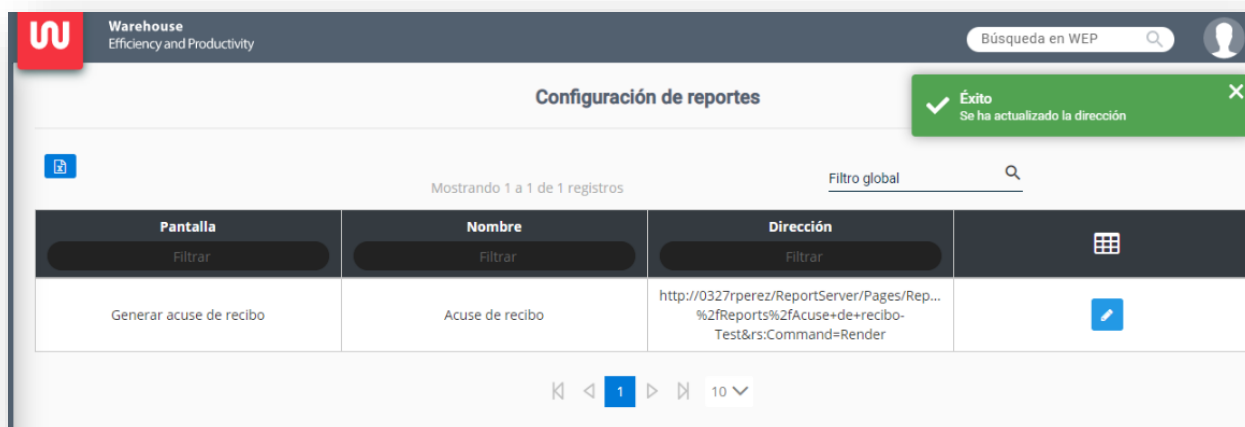 Warehouse
Efficiency and Productivity
Búsqueda en WEP
Configuración de reportes
Éxito
Se ha actualizado la dirección
Mostrando 1 a 1 de 1 registros
Filtro global
Pantalla
Nombre
Dirección
Filtrar
Filtrar
Filtrar
Generar acuse de recibo
Acuse de recibo
http://0327rperez/ReportServer/Pages/Rep...
%2fReports%2fAcuse+de+recibo-
Test&rs:Command=Render
1
10